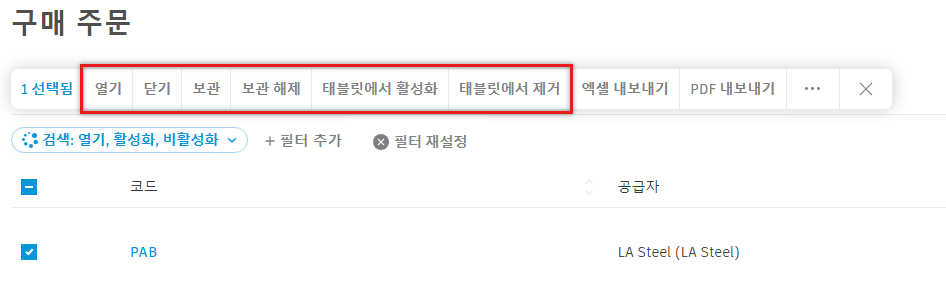 구매 주문
1 선택됨 열기 닫기 보관 보관 해제 태블릿에서 활성화 태블릿에서 제거 엑셀 내보내기 PDF 내보내기 ...
검색: 열기, 활성화, 비활성화 + 필터 추가 필터 재설정
코드 공급자
PAB LA Steel (LA Steel)